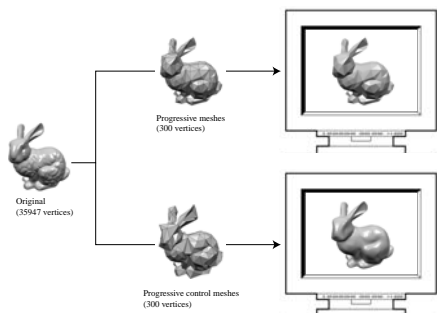 Progressive meshes
(300 vertices)
Original
(35947 vertices)
Progressive control meshes
(300 vertices)